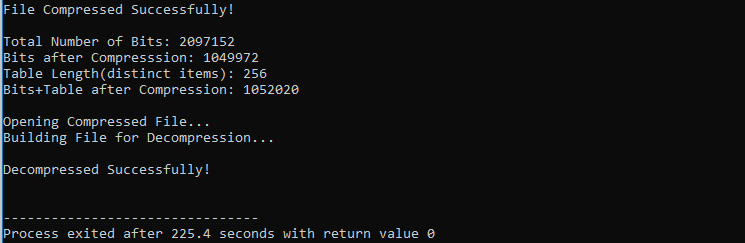 File Compressed Successfully!
Total Number of Bits: 2097152
Bits after Compresssion: 1049972
Table Length(distinct items): 256
Bits+Table after Compression: 1052020
Opening Compressed File...
Building File for Decompression...
Decompressed Successfully!
--------------------------------
Process exited after 225.4 seconds with return value 0